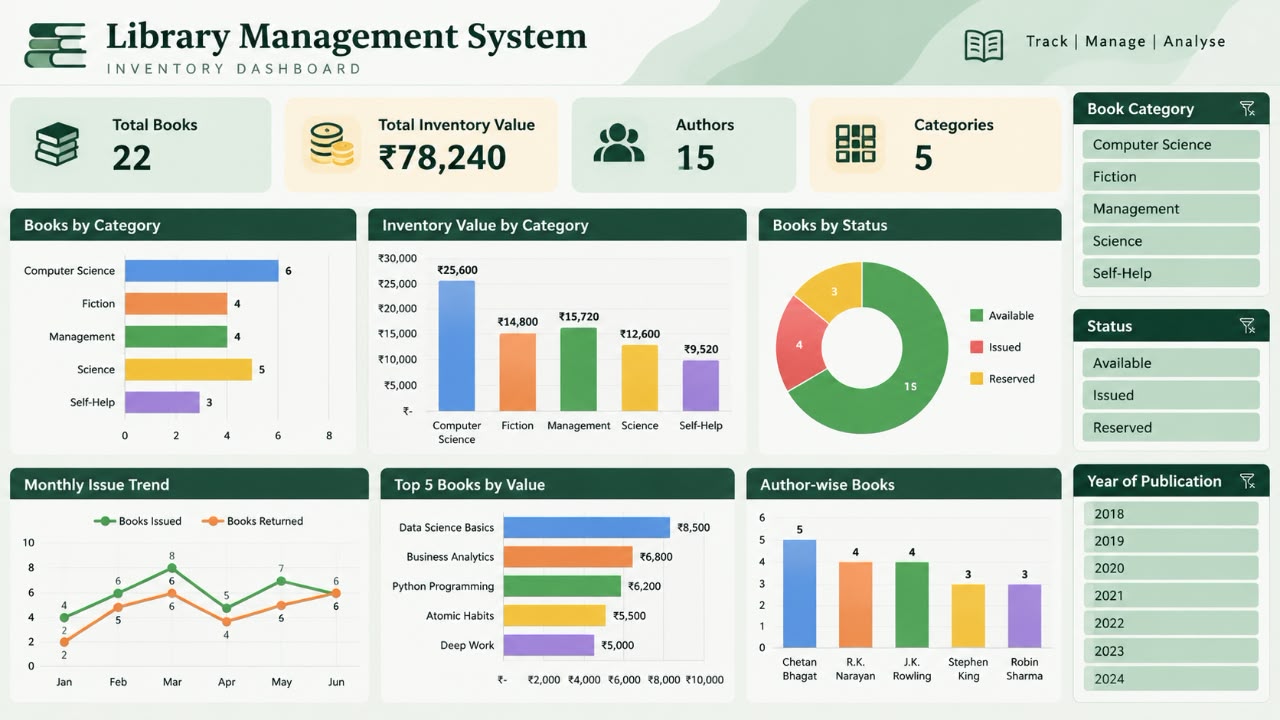 Library Management System
INVENTORY DASHBOARD
Track | Manage | Analyse
Total Books
22
Total Inventory Value
₹78,240
Authors
15
Categories
5
Book Category
Computer Science
Fiction
Management
Science
Self-Help
Status
Available
Issued
Reserved
Year of Publication
2018
2019
2020
2021
2022
2023
2024
Books by Category
Computer Science 6
Fiction 4
Management 4
Science 5
Self-Help 3
0 2 4 6 8
Inventory Value by Category
₹30,000
₹25,000
₹20,000
₹15,000
₹10,000
₹5,000
₹-
₹25,600
₹14,800
₹15,720
₹12,600
₹9,520
Computer Science
Fiction
Management
Science
Self-Help
Books by Status
3
4
15
Available
Issued
Reserved
Monthly Issue Trend
Books Issued
Books Returned
10
8
6
4
2
0
4 6 8 5 7 6
2
6
2 5 6 4 6 6
Jan Feb Mar Apr May Jun
Top 5 Books by Value
Data Science Basics ₹8,500
Business Analytics ₹6,800
Python Programming ₹6,200
Atomic Habits ₹5,500
Deep Work ₹5,000
₹- ₹2,000 ₹4,000 ₹6,000 ₹8,000 ₹10,000
Author-wise Books
6
5
4
3
2
1
0
5 4 4 3 3
Chetan Bhagat
R.K. Narayan
J.K. Rowling
Stephen King
Robin Sharma